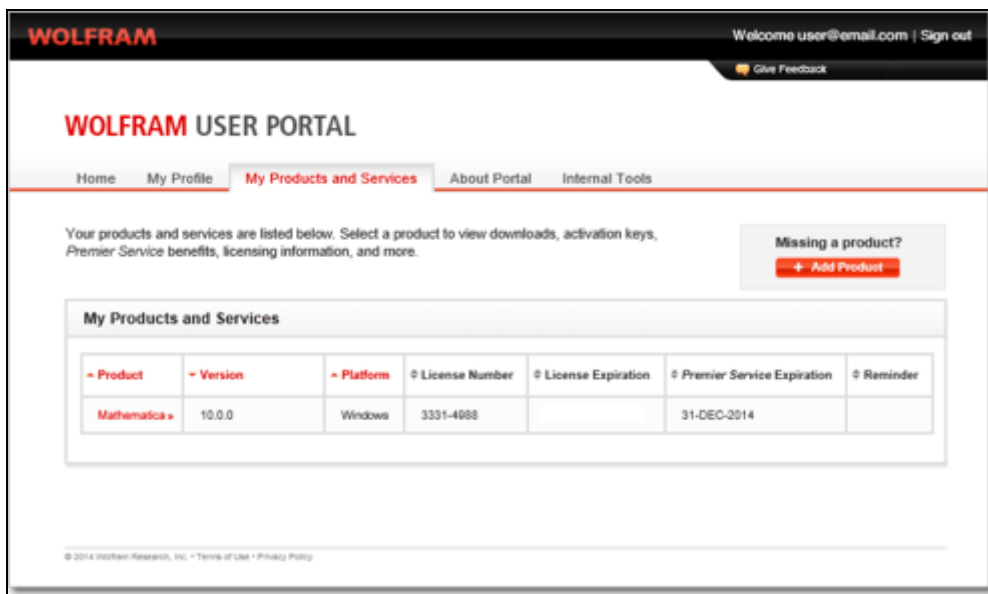 WOLFRAM
Welcome user@email.com | Sign out
Give Feedback
WOLFRAM USER PORTAL
Home My Profile My Products and Services About Portal Internal Tools
Your products and services are listed below. Select a product to view downloads, activation keys,
Premier Service benefits, licensing information, and more.
Missing a product?
+ Add Product
My Products and Services
Product Version Platform License Number License Expiration Premier Service Expiration Reminder
Mathematica » 10.0.0 Windows 3331-4988 31-DEC-2014
© 2014 Wolfram Research, Inc. • Terms of Use • Privacy Policy